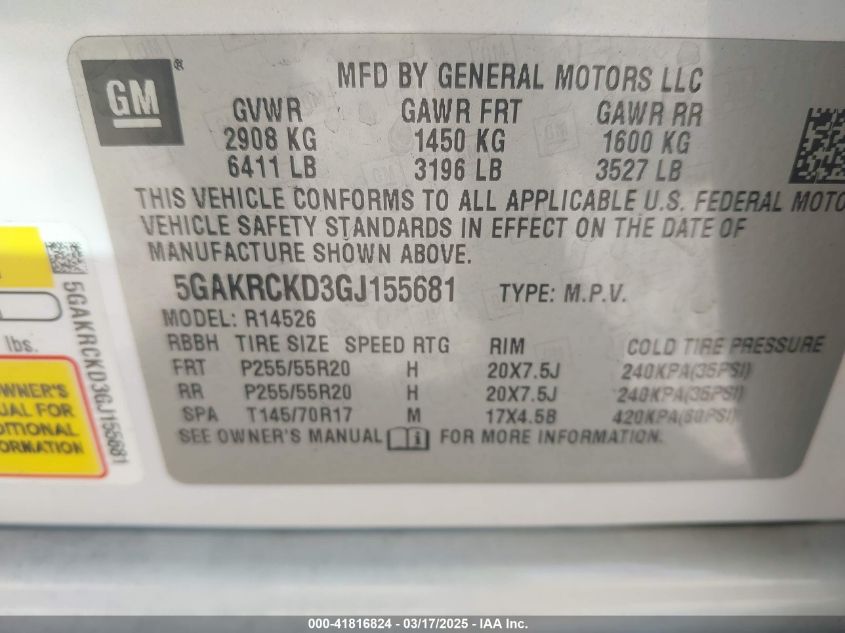 GM ®
MFD BY GENERAL MOTORS LLC
GVWR GAWR FRT GAWR RR
2908 KG 1450 KG 1600 KG
6411 LB 3196 LB 3527 LB
THIS VEHICLE CONFORMS TO ALL APPLICABLE U.S. FEDERAL MOTO
VEHICLE SAFETY STANDARDS IN EFFECT ON THE DATE OF
MANUFACTURE SHOWN ABOVE.
5GAKRCKD3GJ155681 TYPE: M.P.V.
MODEL: R14526
RBBH TIRE SIZE SPEED RTG RIM COLD TIRE PRESSURE
FRT P255/55R20 H 20X7.5J 240KPA(35PSI)
RR P255/55R20 H 20X7.5J 240KPA(35PSI)
SPA T145/70R17 M 17X4.5B 420KPA(60PSI)
SEE OWNER'S MANUAL i FOR MORE INFORMATION.
5GAKRCKD3GJ155681
lbs.
WNER'S
UAL FOR
DITIONAL
ORMATION
000-41816824 - 03/17/2025 - IAA Inc.